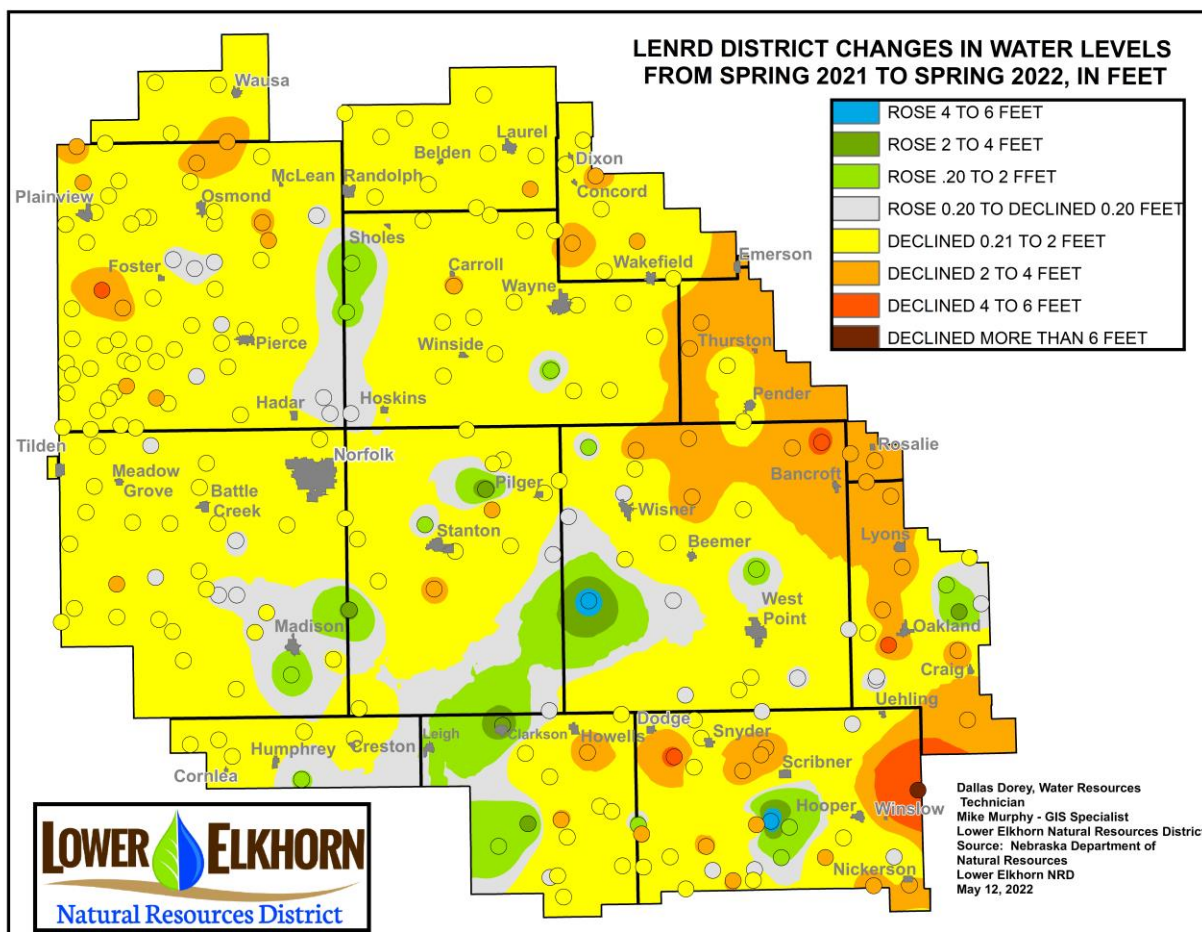 LENRD DISTRICT CHANGES IN WATER LEVELS
FROM SPRING 2021 TO SPRING 2022, IN FEET
ROSE 4 TO 6 FEET
ROSE 2 TO 4 FEET
ROSE .20 TO 2 FFET
ROSE 0.20 TO DECLINED 0.20 FEET
DECLINED 0.21 TO 2 FEET
DECLINED 2 TO 4 FEET
DECLINED 4 TO 6 FEET
DECLINED MORE THAN 6 FEET
Wausa
Laurel
Belden
Dixon
McLean
Randolph
Concord
Plainview
Osmond
Sholes
Emerson
Foster
Carroll
Wakefield
Wayne
Pierce
Winside
Thurston
Hadar
Hoskins
Pender
Tilden
Norfolk
Rosalie
Meadow
Grove
Battle
Creek
Pilger
Bancroft
Wisner
Stanton
Beemer
Lyons
West
Point
Madison
LOakland
Craig
Uehling
Dodge
Snyder
Humphrey
Creston
Leigh
Clarkson
Howells
Cornlea
Scribner
Hooper
Winslow
Nickerson
Dallas Dorey, Water Resources
Technician
Mike Murphy - GIS Specialist
Lower Elkhorn Natural Resources District
Source: Nebraska Department of
Natural Resources
Lower Elkhorn NRD
May 12, 2022
LOWER ELKHORN
Natural Resources District